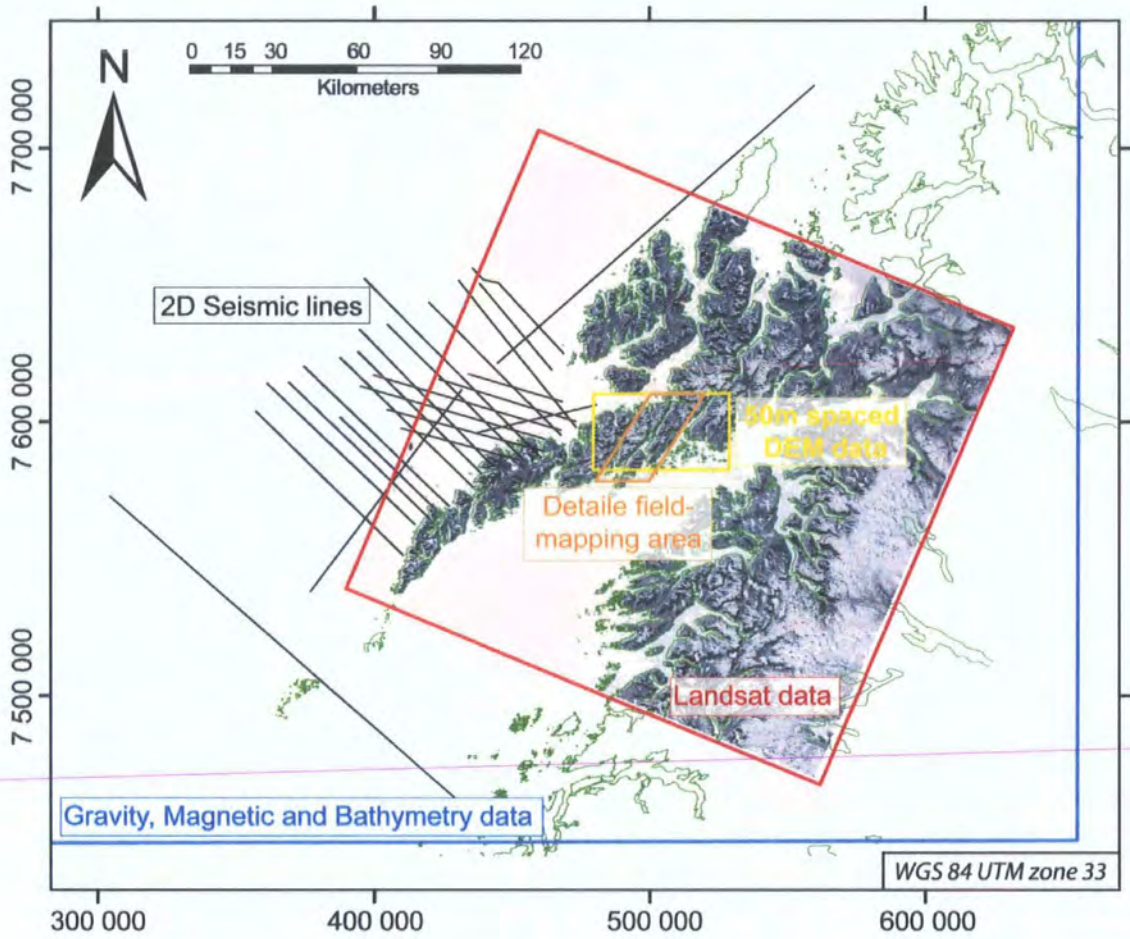 N
0 15 30 60 90 120
Kilometers
7 700 000
2D Seismic lines
7 600 000
50m spaced
DEM data
Detaile field-
mapping area
7 500 000
Landsat data
Gravity, Magnetic and Bathymetry data
WGS 84 UTM zone 33
300 000 400 000 500 000 600 000